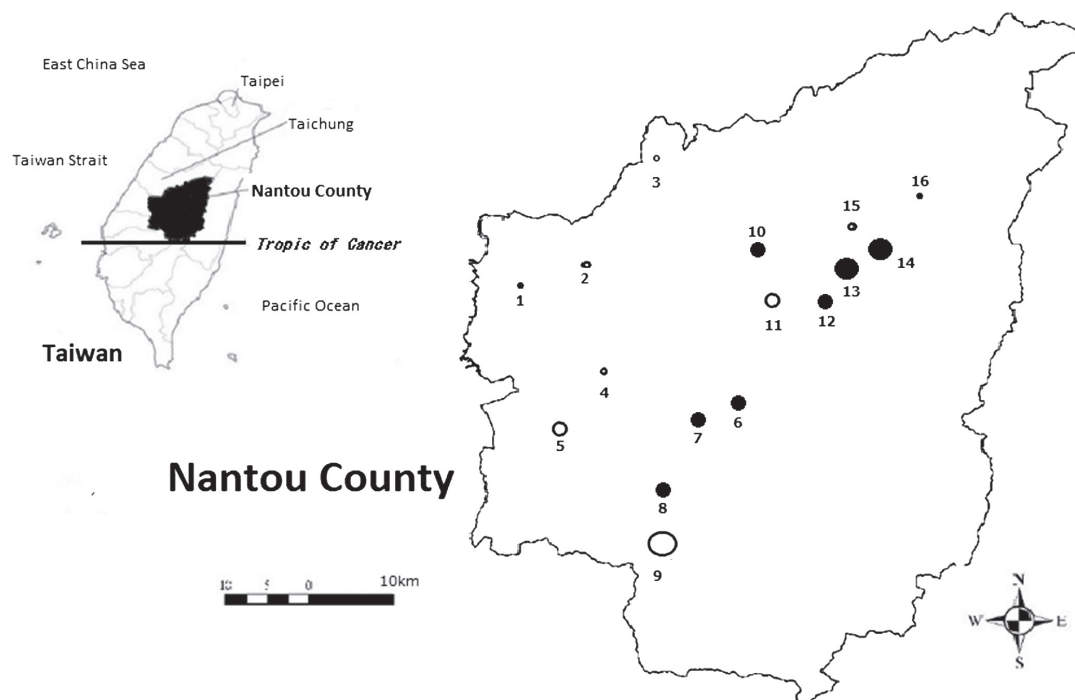 East China Sea
Taipei
Taichung
Taiwan Strait
Nantou County
Tropic of Cancer
Pacific Ocean
Taiwan
Nantou County
10 5 0 10km
3
16
15
10
2
14
13
1
11 12
4
6
7
5
8
9
N
W E
S